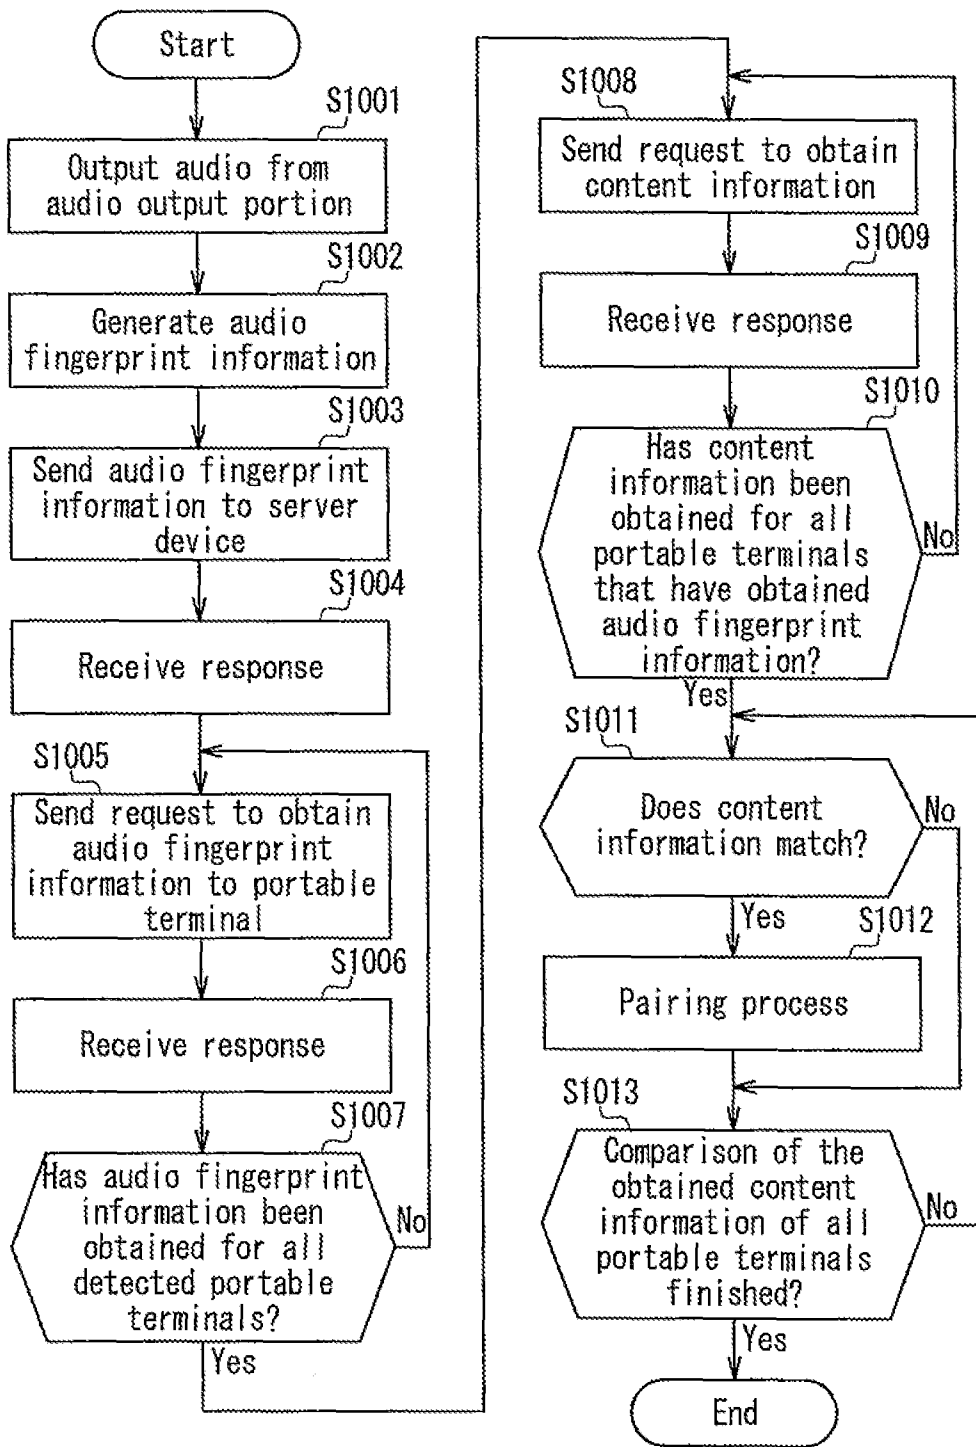 Start
S1001
Output audio from
audio output portion
S1002
Generate audio
fingerprint information
S1003
Send audio fingerprint
information to server
device
S1004
Receive response
S1005
Send request to obtain
audio fingerprint
information to portable
terminal
S1006
Receive response
S1007
Has audio fingerprint
information been
obtained for all
detected portable
terminals?
No
Yes
S1008
Send request to obtain
content information
S1009
Receive response
S1010
Has content
information been
obtained for all
portable terminals
that have obtained
audio fingerprint
information?
No
Yes
S1011
Does content
information match?
No
Yes
S1012
Pairing process
S1013
Comparison of the
obtained content
information of all
portable terminals
finished?
No
Yes
End